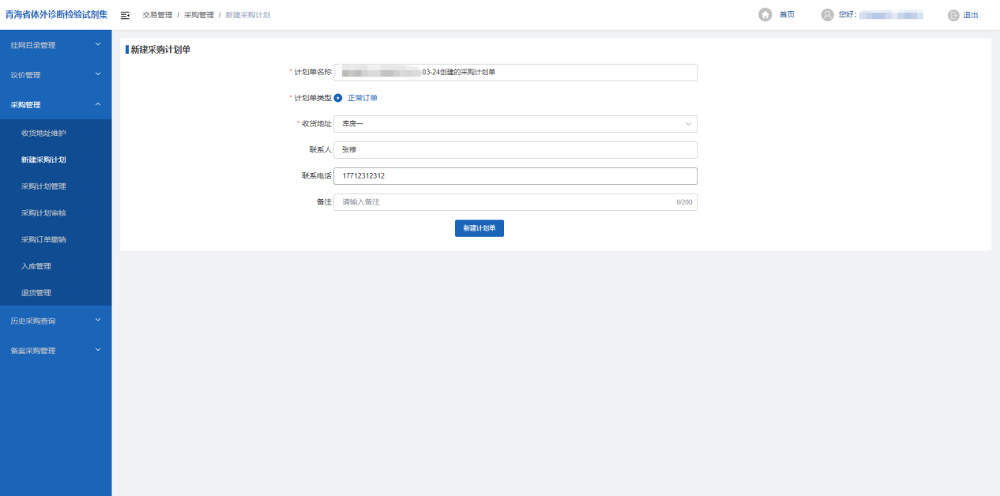 青海省体外诊断检验试剂集
交易管理 / 采购管理 / 新建采购计划
首页
您好:
退出
挂网目录管理
议价管理
采购管理
收货地址维护
新建采购计划
采购计划管理
采购计划审核
采购订单撤销
入库管理
退货管理
历史采购查询
备案采购管理
新建采购计划单
* 计划单名称 03-24创建的采购计划单
* 计划单类型 正常订单
* 收货地址 库房一
联系人 张移
联系电话 17712312312
备注 请输入备注 0/200
新建计划单